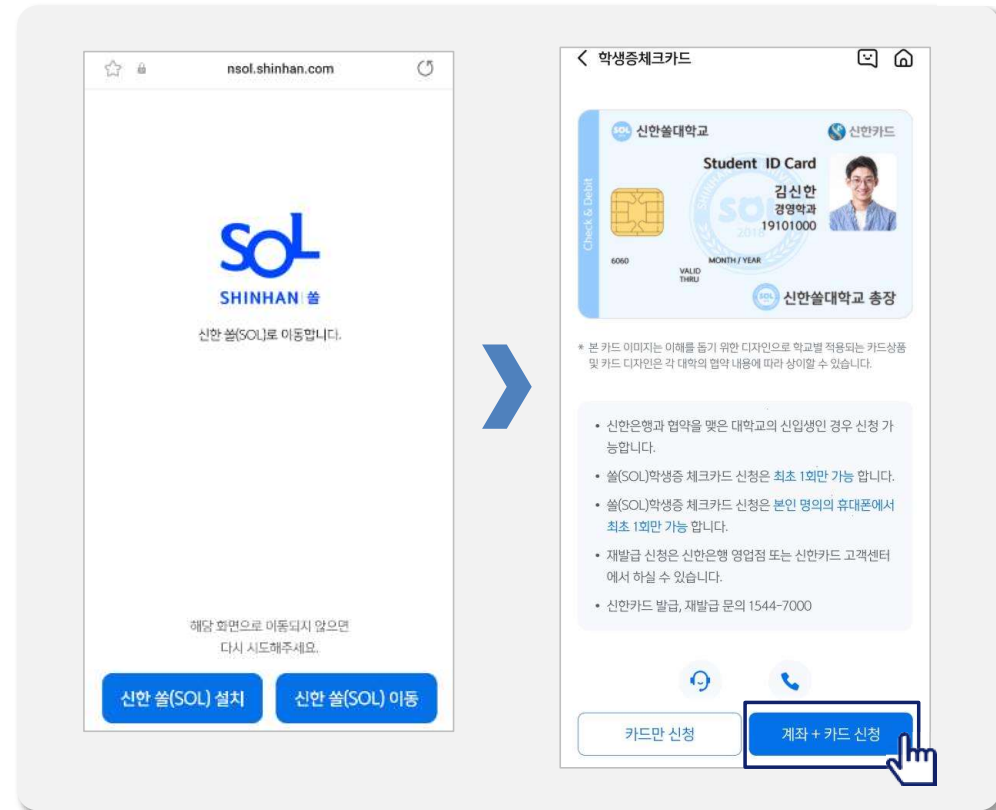 nsol.shinhan.com
SOL
SHINHAN 쏠
신한 쏠(SOL)로 이동합니다.
해당 화면으로 이동되지 않으면
다시 시도해주세요.
신한 쏠(SOL) 설치
신한 쏠(SOL) 이동
학생증체크카드
SOL 신한쏠대학교
신한카드
Check & Debit
Student ID Card
김신한
경영학과
19101000
SOL
2018
6060
MONTH / YEAR
VALID
THRU
신한쏠대학교 총장
* 본 카드 이미지는 이해를 돕기 위한 디자인으로 학교별 적용되는 카드상품
및 카드 디자인은 각 대학의 협약 내용에 따라 상이할 수 있습니다.
• 신한은행과 협약을 맺은 대학교의 신입생인 경우 신청 가
능합니다.
• 쏠(SOL)학생증 체크카드 신청은 최초 1회만 가능 합니다.
• 쏠(SOL)학생증 체크카드 신청은 본인 명의의 휴대폰에서
최초 1회만 가능 합니다.
• 재발급 신청은 신한은행 영업점 또는 신한카드 고객센터
에서 하실 수 있습니다.
• 신한카드 발급, 재발급 문의 1544-7000
카드만 신청
계좌 + 카드 신청